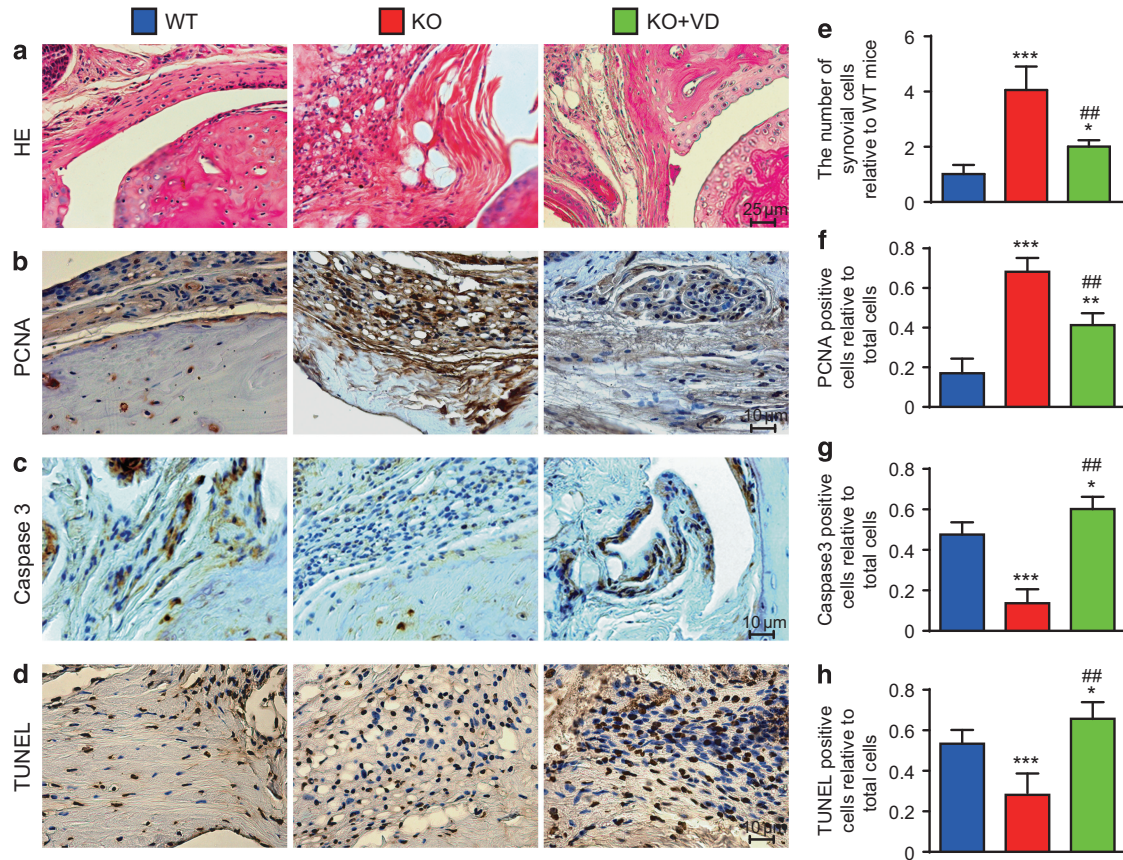 WT
KO
KO+VD
a
HE
25 µm
b
PCNA
10 µm
c
Caspase 3
10 µm
d
TUNEL
10 µm
e
The number of
synovial cells
relative to WT mice
6
4
2
0
***
##
*
f
PCNA positive
cells relative to
total cells
0.8
0.6
0.4
0.2
0
***
##
**
g
Caspase3 positive
cells relative to
total cells
0.8
0.6
0.4
0.2
0
***
##
*
h
TUNEL positive
cells relative to
total cells
0.8
0.6
0.4
0.2
0
***
##
*